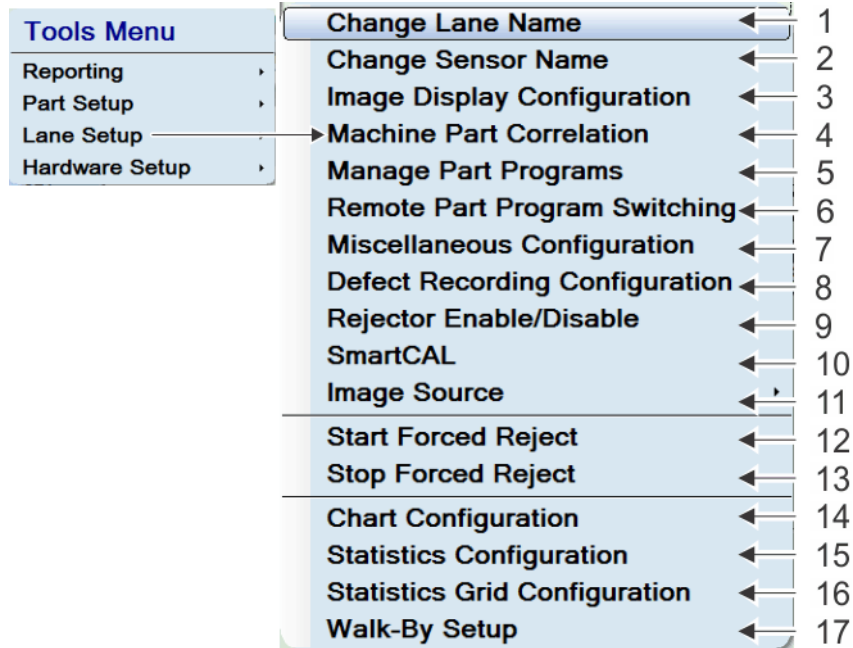 Tools Menu
Reporting
Part Setup
Lane Setup
Hardware Setup
Change Lane Name 1
Change Sensor Name 2
Image Display Configuration 3
Machine Part Correlation 4
Manage Part Programs 5
Remote Part Program Switching 6
Miscellaneous Configuration 7
Defect Recording Configuration 8
Rejector Enable/Disable 9
SmartCAL 10
Image Source 11
Start Forced Reject 12
Stop Forced Reject 13
Chart Configuration 14
Statistics Configuration 15
Statistics Grid Configuration 16
Walk-By Setup 17